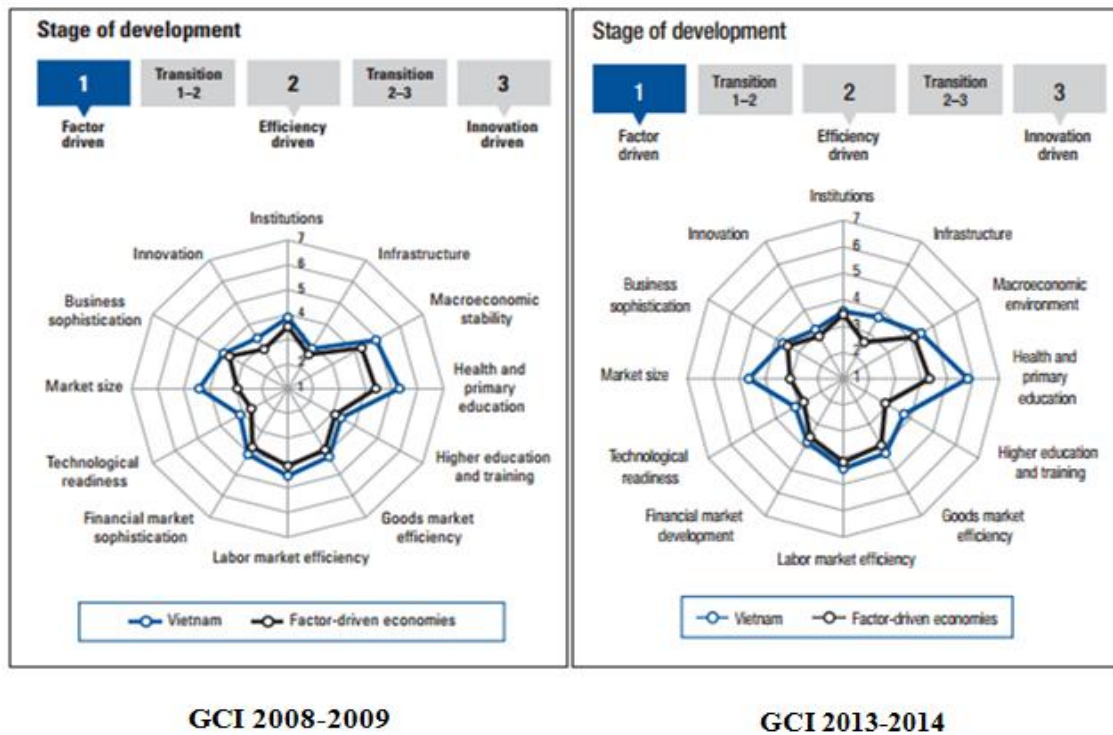 Stage of development
1
Transition
1–2
2
Transition
2–3
3
Factor
driven
Efficiency
driven
Innovation
driven
Institutions
7
6
5
4
2
1
Infrastructure
Macroeconomic
stability
Health and
primary
education
Higher education
and training
Goods market
efficiency
Labor market efficiency
Financial market
sophistication
Technological
readiness
Market size
Business
sophistication
Innovation
Vietnam
Factor-driven economies
GCI 2008-2009
Stage of development
1
Transition
1–2
2
Transition
2–3
3
Factor
driven
Efficiency
driven
Innovation
driven
Institutions
7
6
5
4
3
2
1
Infrastructure
Macroeconomic
environment
Health and
primary
education
Higher education
and training
Goods market
efficiency
Labor market efficiency
Financial market
development
Technological
readiness
Market size
Business
sophistication
Innovation
Vietnam
Factor-driven economies
GCI 2013-2014